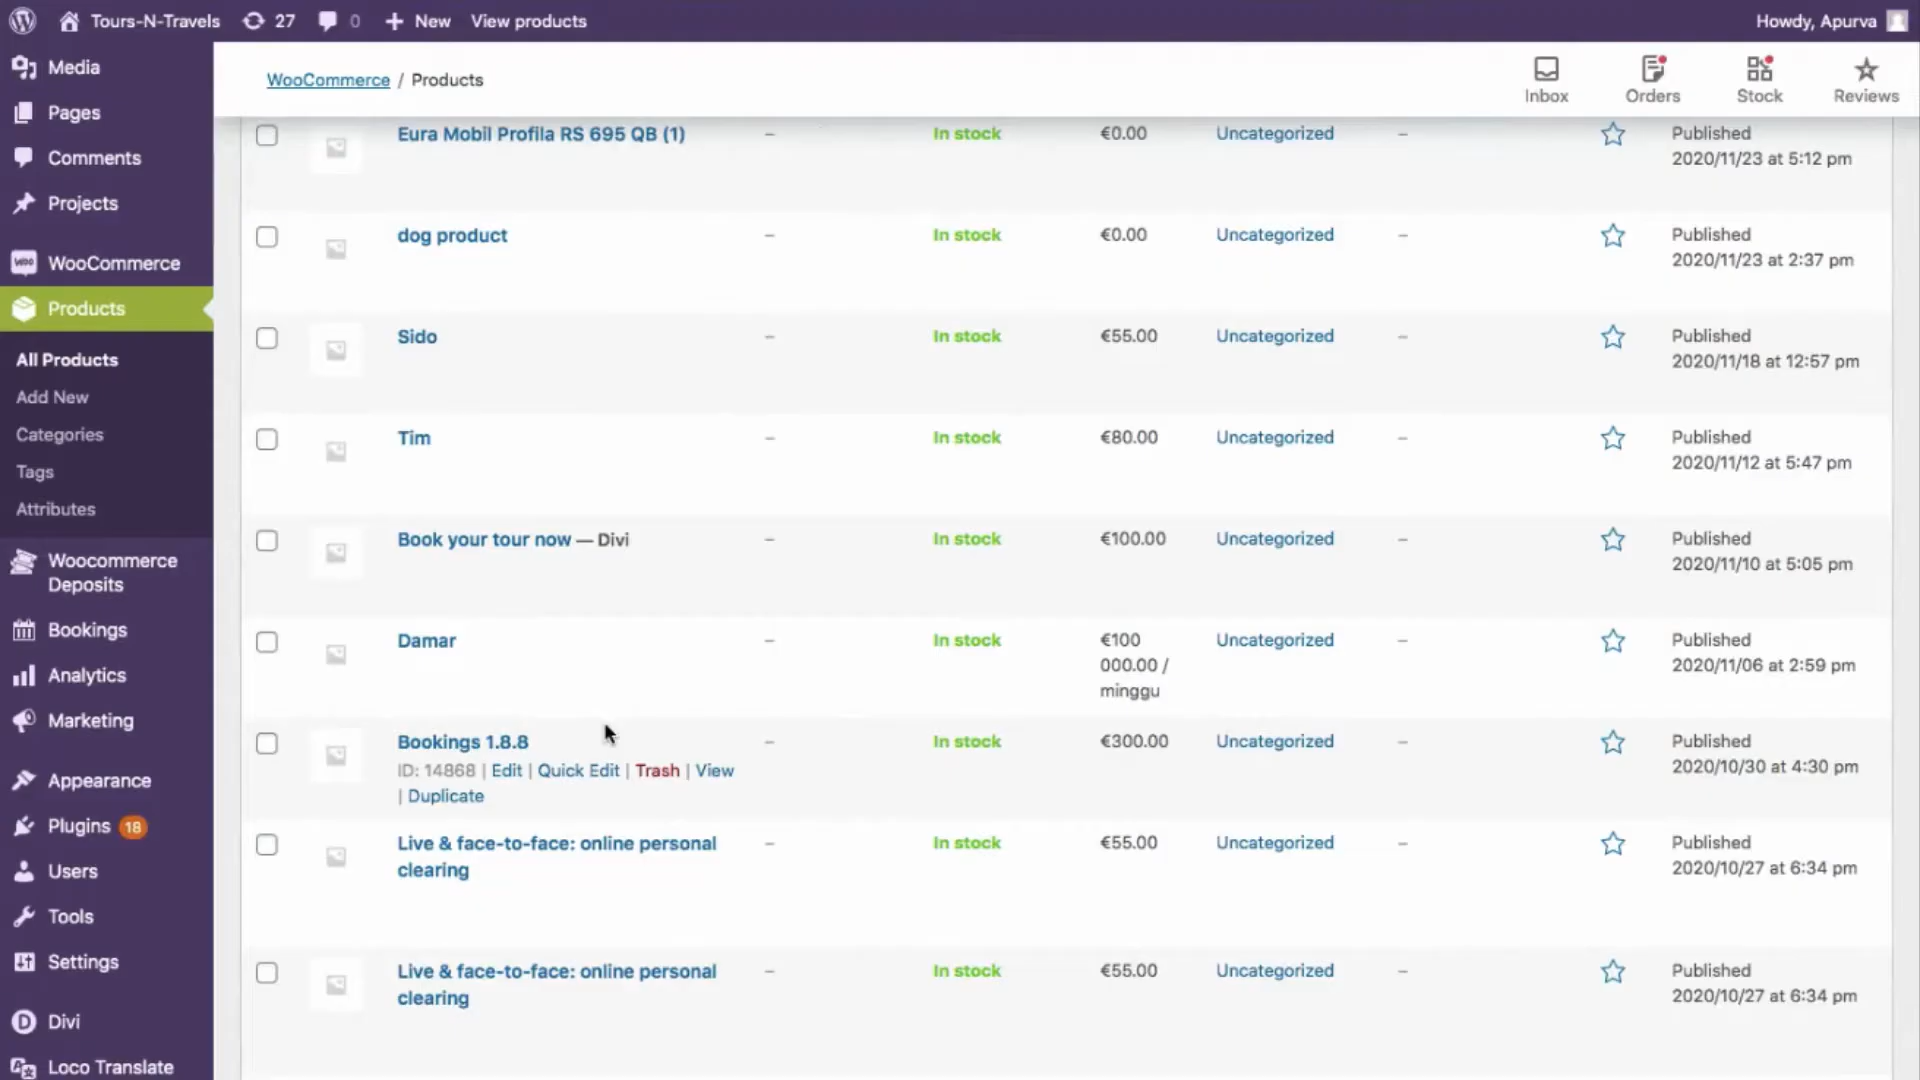 Tours-N-Travels 27 0 New View products Howdy, Apurva
Media
Pages
Comments
Projects
WooCommerce
Products
All Products
Add New
Categories
Tags
Attributes
Woocommerce
Deposits
Bookings
Analytics
Marketing
Appearance
Plugins 18
Users
Tools
Settings
Divi
Loco Translate
WooCommerce / Products
Inbox Orders Stock Reviews
Eura Mobil Profila RS 695 QB (1) – In stock €0.00 Uncategorized – Published
2020/11/23 at 5:12 pm
dog product – In stock €0.00 Uncategorized – Published
2020/11/23 at 2:37 pm
Sido – In stock €55.00 Uncategorized – Published
2020/11/18 at 12:57 pm
Tim – In stock €80.00 Uncategorized – Published
2020/11/12 at 5:47 pm
Book your tour now — Divi – In stock €100.00 Uncategorized – Published
2020/11/10 at 5:05 pm
Damar – In stock €100 Uncategorized – Published
000.00 / 2020/11/06 at 2:59 pm
minggu
Bookings 1.8.8 – In stock €300.00 Uncategorized – Published
ID: 14868 | Edit | Quick Edit | Trash | View 2020/10/30 at 4:30 pm
| Duplicate
Live & face-to-face: online personal – In stock €55.00 Uncategorized – Published
clearing 2020/10/27 at 6:34 pm
Live & face-to-face: online personal – In stock €55.00 Uncategorized – Published
clearing 2020/10/27 at 6:34 pm